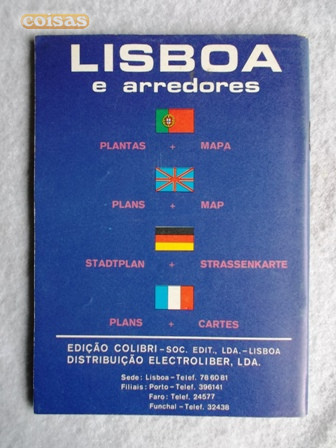 coisas
LISBOA
e arredores
PLANTAS + MAPA
PLANS + MAP
STADTPLAN + STRASSENKARTE
PLANS + CARTES
EDIÇÃO COLIBRI – SOC. EDIT., LDA. – LISBOA
DISTRIBUIÇÃO ELECTROLIBER, LDA.
Sede: Lisboa – Telef. 78 60 81
Filiais: Porto – Telef. 396141
Faro: Telef. 24577
Funchal – Telef. 32438